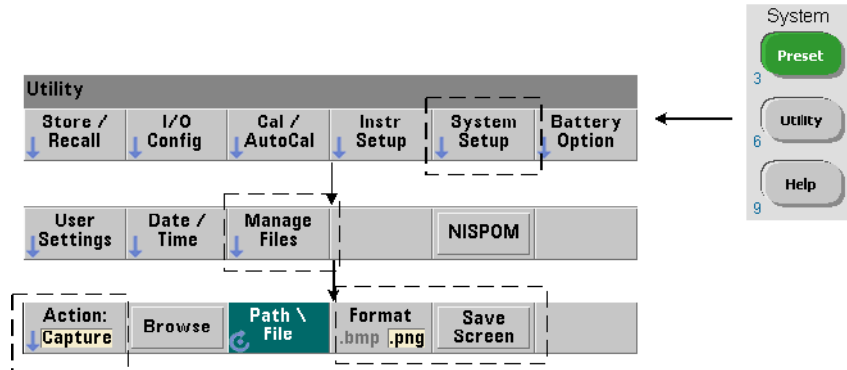 System
Preset
3
Utility
6
Help
9
Utility
Store / Recall
I/O Config
Cal / AutoCal
Instr Setup
System Setup
Battery Option
User Settings
Date / Time
Manage Files
NISPOM
Action: Capture
Browse
Path \ File
Format .bmp .png
Save Screen